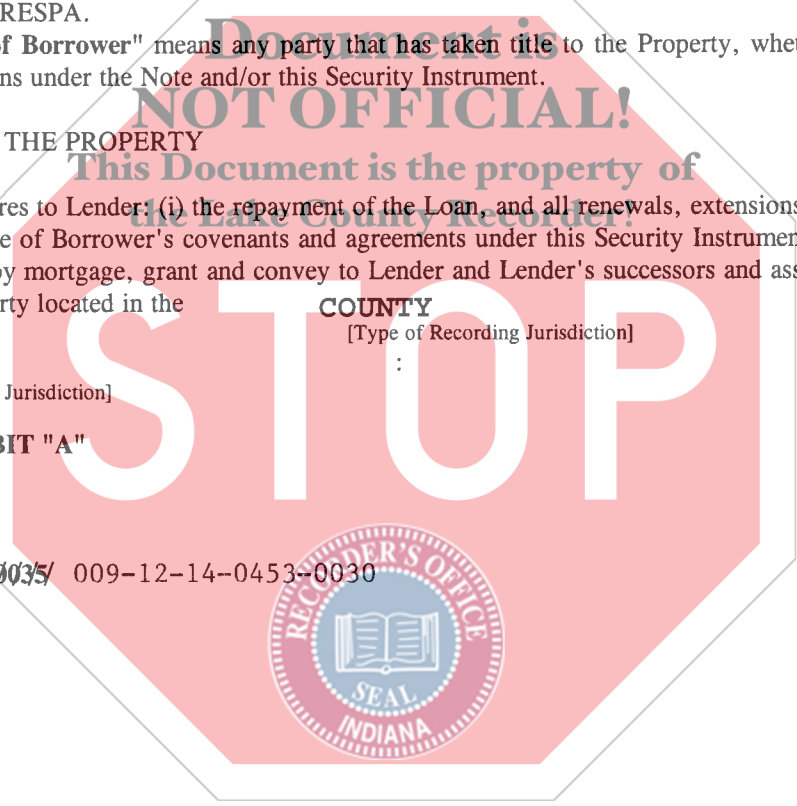 RESPA.
of Borrower" means any party that has taken title to the Property, whet
ns under the Note and/or this Security Instrument.
Document is
NOT OFFICIAL!
THE PROPERTY
This Document is the property of
the Lake County Recorder!
res to Lender: (i) the repayment of the Loan, and all renewals, extensions
e of Borrower's covenants and agreements under this Security Instrumen
by mortgage, grant and convey to Lender and Lender's successors and ass
rty located in the COUNTY
[Type of Recording Jurisdiction]
:
Jurisdiction]
STOP
BIT "A"
009-12-14-0453-0030
RECORDER'S OFFICE
SEAL
INDIANA